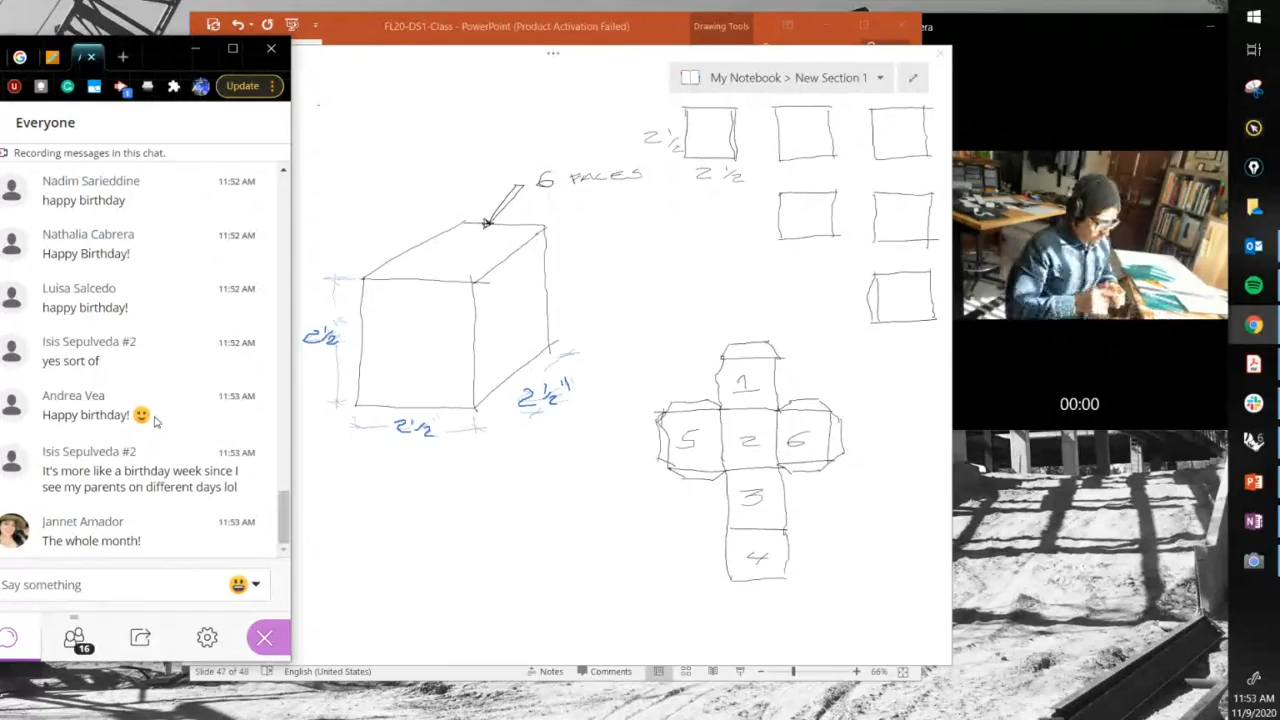 FL20-DS1-Class - PowerPoint (Product Activation Failed)
Drawing Tools
era
Update
Everyone
Recording messages in this chat.
Nadim Sarieddine
11:52 AM
happy birthday
Nathalia Cabrera
11:52 AM
Happy Birthday!
Luisa Salcedo
11:52 AM
happy birthday!
Isis Sepulveda #2
11:52 AM
yes sort of
Andrea Vea
11:53 AM
Happy birthday! 🙂
Isis Sepulveda #2
11:53 AM
It's more like a birthday week since I
see my parents on different days lol
Jannet Amador
11:53 AM
The whole month!
Say something
16
My Notebook > New Section 1
2 ½
2 ½
6 FACES
2½
2½"
2½"
1
5 2 6
3
4
00:00
Slide 47 of 48
English (United States)
Notes
Comments
66%
11:53 AM
11/9/2020